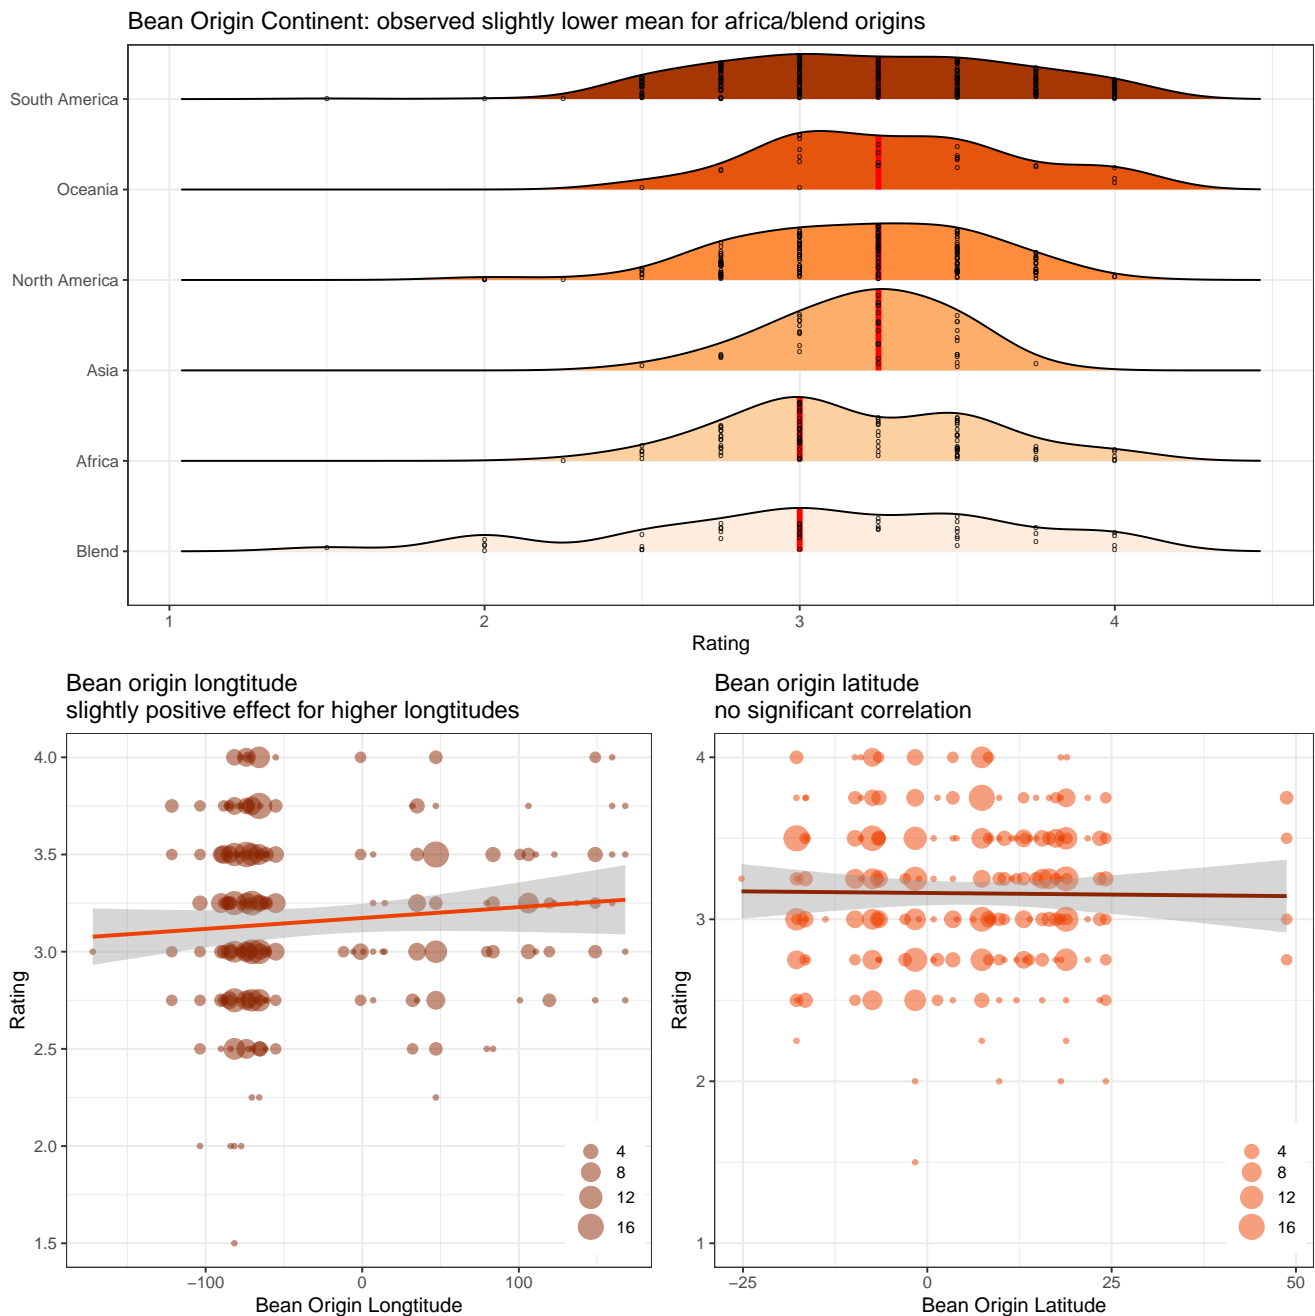 Bean Origin Continent: observed slightly lower mean for africa/blend origins
South America
Oceania
North America
Asia
Africa
Blend
1 2 3 4
Rating
Bean origin longtitude
slightly positive effect for higher longtitudes
4.0
3.5
3.0
2.5
2.0
1.5
Rating
4
8
12
16
−100 0 100
Bean Origin Longtitude
Bean origin latitude
no significant correlation
4
3
2
1
Rating
4
8
12
16
−25 0 25 50
Bean Origin Latitude